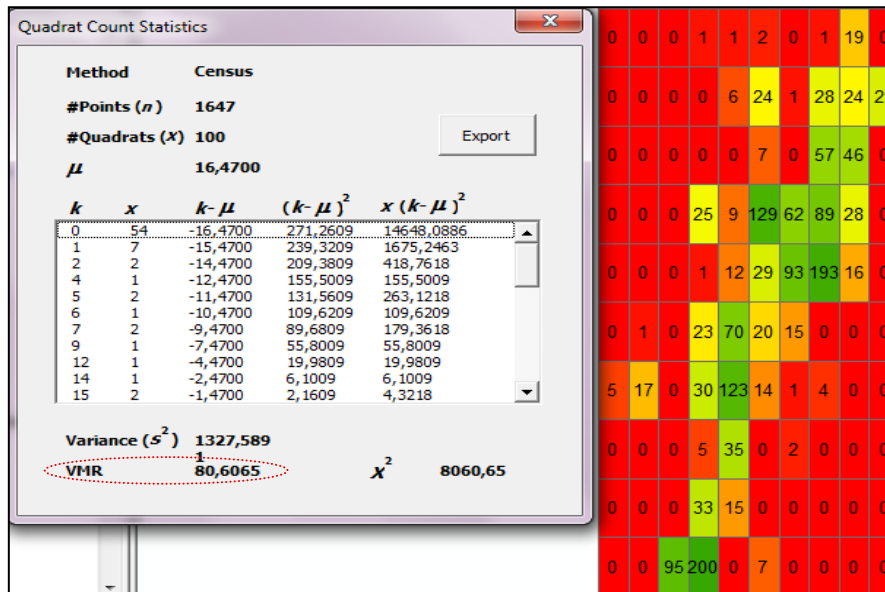 Quadrat Count Statistics
Method Census
#Points (n) 1647
#Quadrats (X) 100
μ 16,4700
Export
k x k-μ (k-μ)² x(k-μ)²
0 54 -16,4700 271,2609 14648,0886
1 7 -15,4700 239,3209 1675,2463
2 2 -14,4700 209,3809 418,7618
4 1 -12,4700 155,5009 155,5009
5 2 -11,4700 131,5609 263,1218
6 1 -10,4700 109,6209 109,6209
7 2 -9,4700 89,6809 179,3618
9 1 -7,4700 55,8009 55,8009
12 1 -4,4700 19,9809 19,9809
14 1 -2,4700 6,1009 6,1009
15 2 -1,4700 2,1609 4,3218
Variance (s²) 1327,589
1
VMR 80,6065 x² 8060,65
0 0 0 1 1 2 0 1 19
0 0 0 0 6 24 1 28 24 2
0 0 0 0 0 7 0 57 46
0 0 0 25 9 129 62 89 28
0 0 0 1 12 29 93 193 16
0 1 0 23 70 20 15 0 0
5 17 0 30 123 14 1 4 0
0 0 0 5 35 0 2 0 0
0 0 0 33 15 0 0 0 0
0 0 95 200 0 7 0 0 0